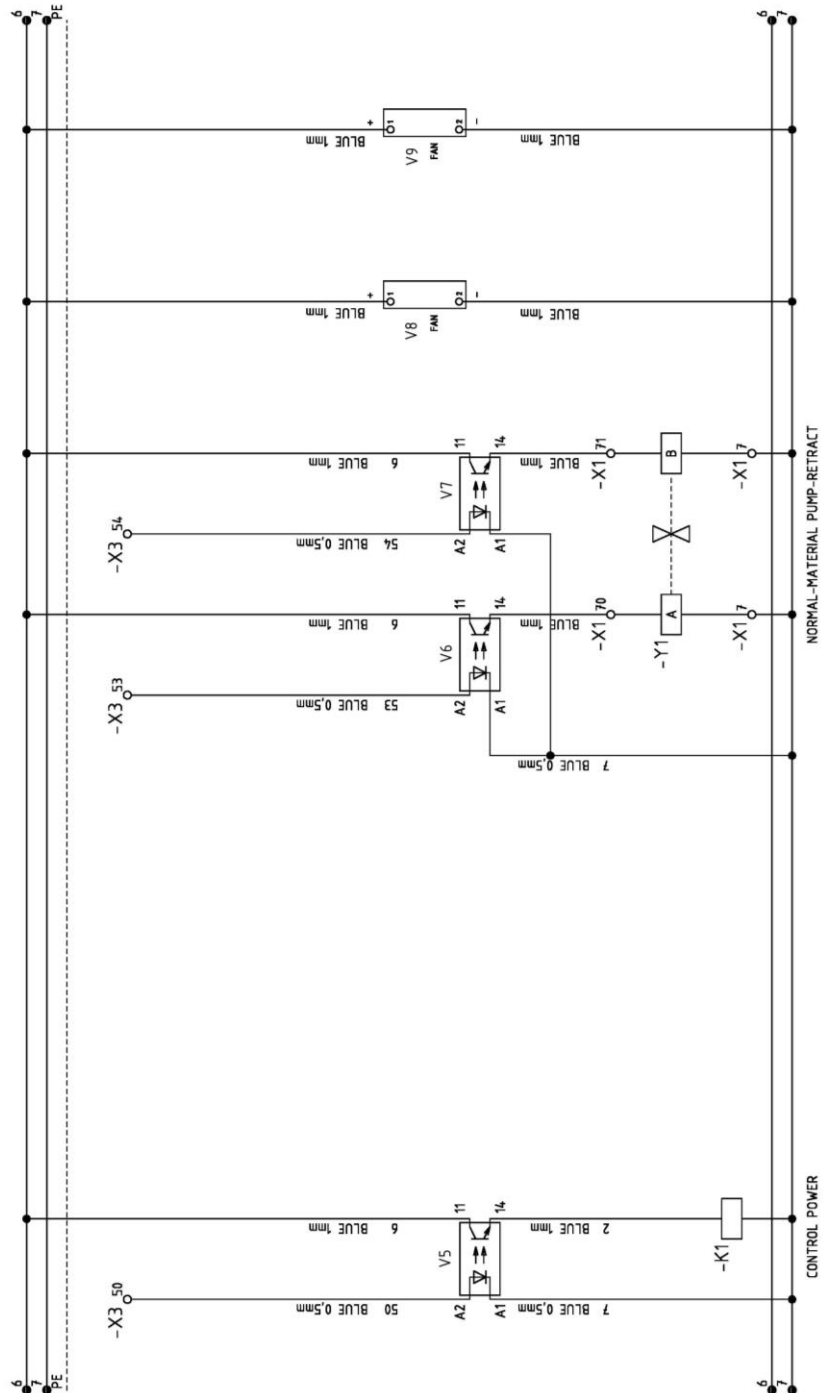 6
7
PE
6
7
BLUE 1mm
+
1
2
V9
FAN
-
BLUE 1mm
BLUE 1mm
+
1
2
V8
FAN
-
BLUE 1mm
6 BLUE 1mm
11
14
V7
A2
A1
BLUE 1mm
-X1 71
B
-X1 7
-X3 54
54 BLUE 0,5mm
6 BLUE 1mm
11
14
V6
A2
A1
BLUE 1mm
-X1 70
A
-Y1
-X1 7
-X3 53
53 BLUE 0,5mm
7 BLUE 0,5mm
NORMAL-MATERIAL PUMP-RETRACT
6 BLUE 1mm
11
14
V5
A2
A1
2 BLUE 1mm
-K1
-X3 50
50 BLUE 0,5mm
7 BLUE 0,5mm
CONTROL POWER
6
7
PE
6
7